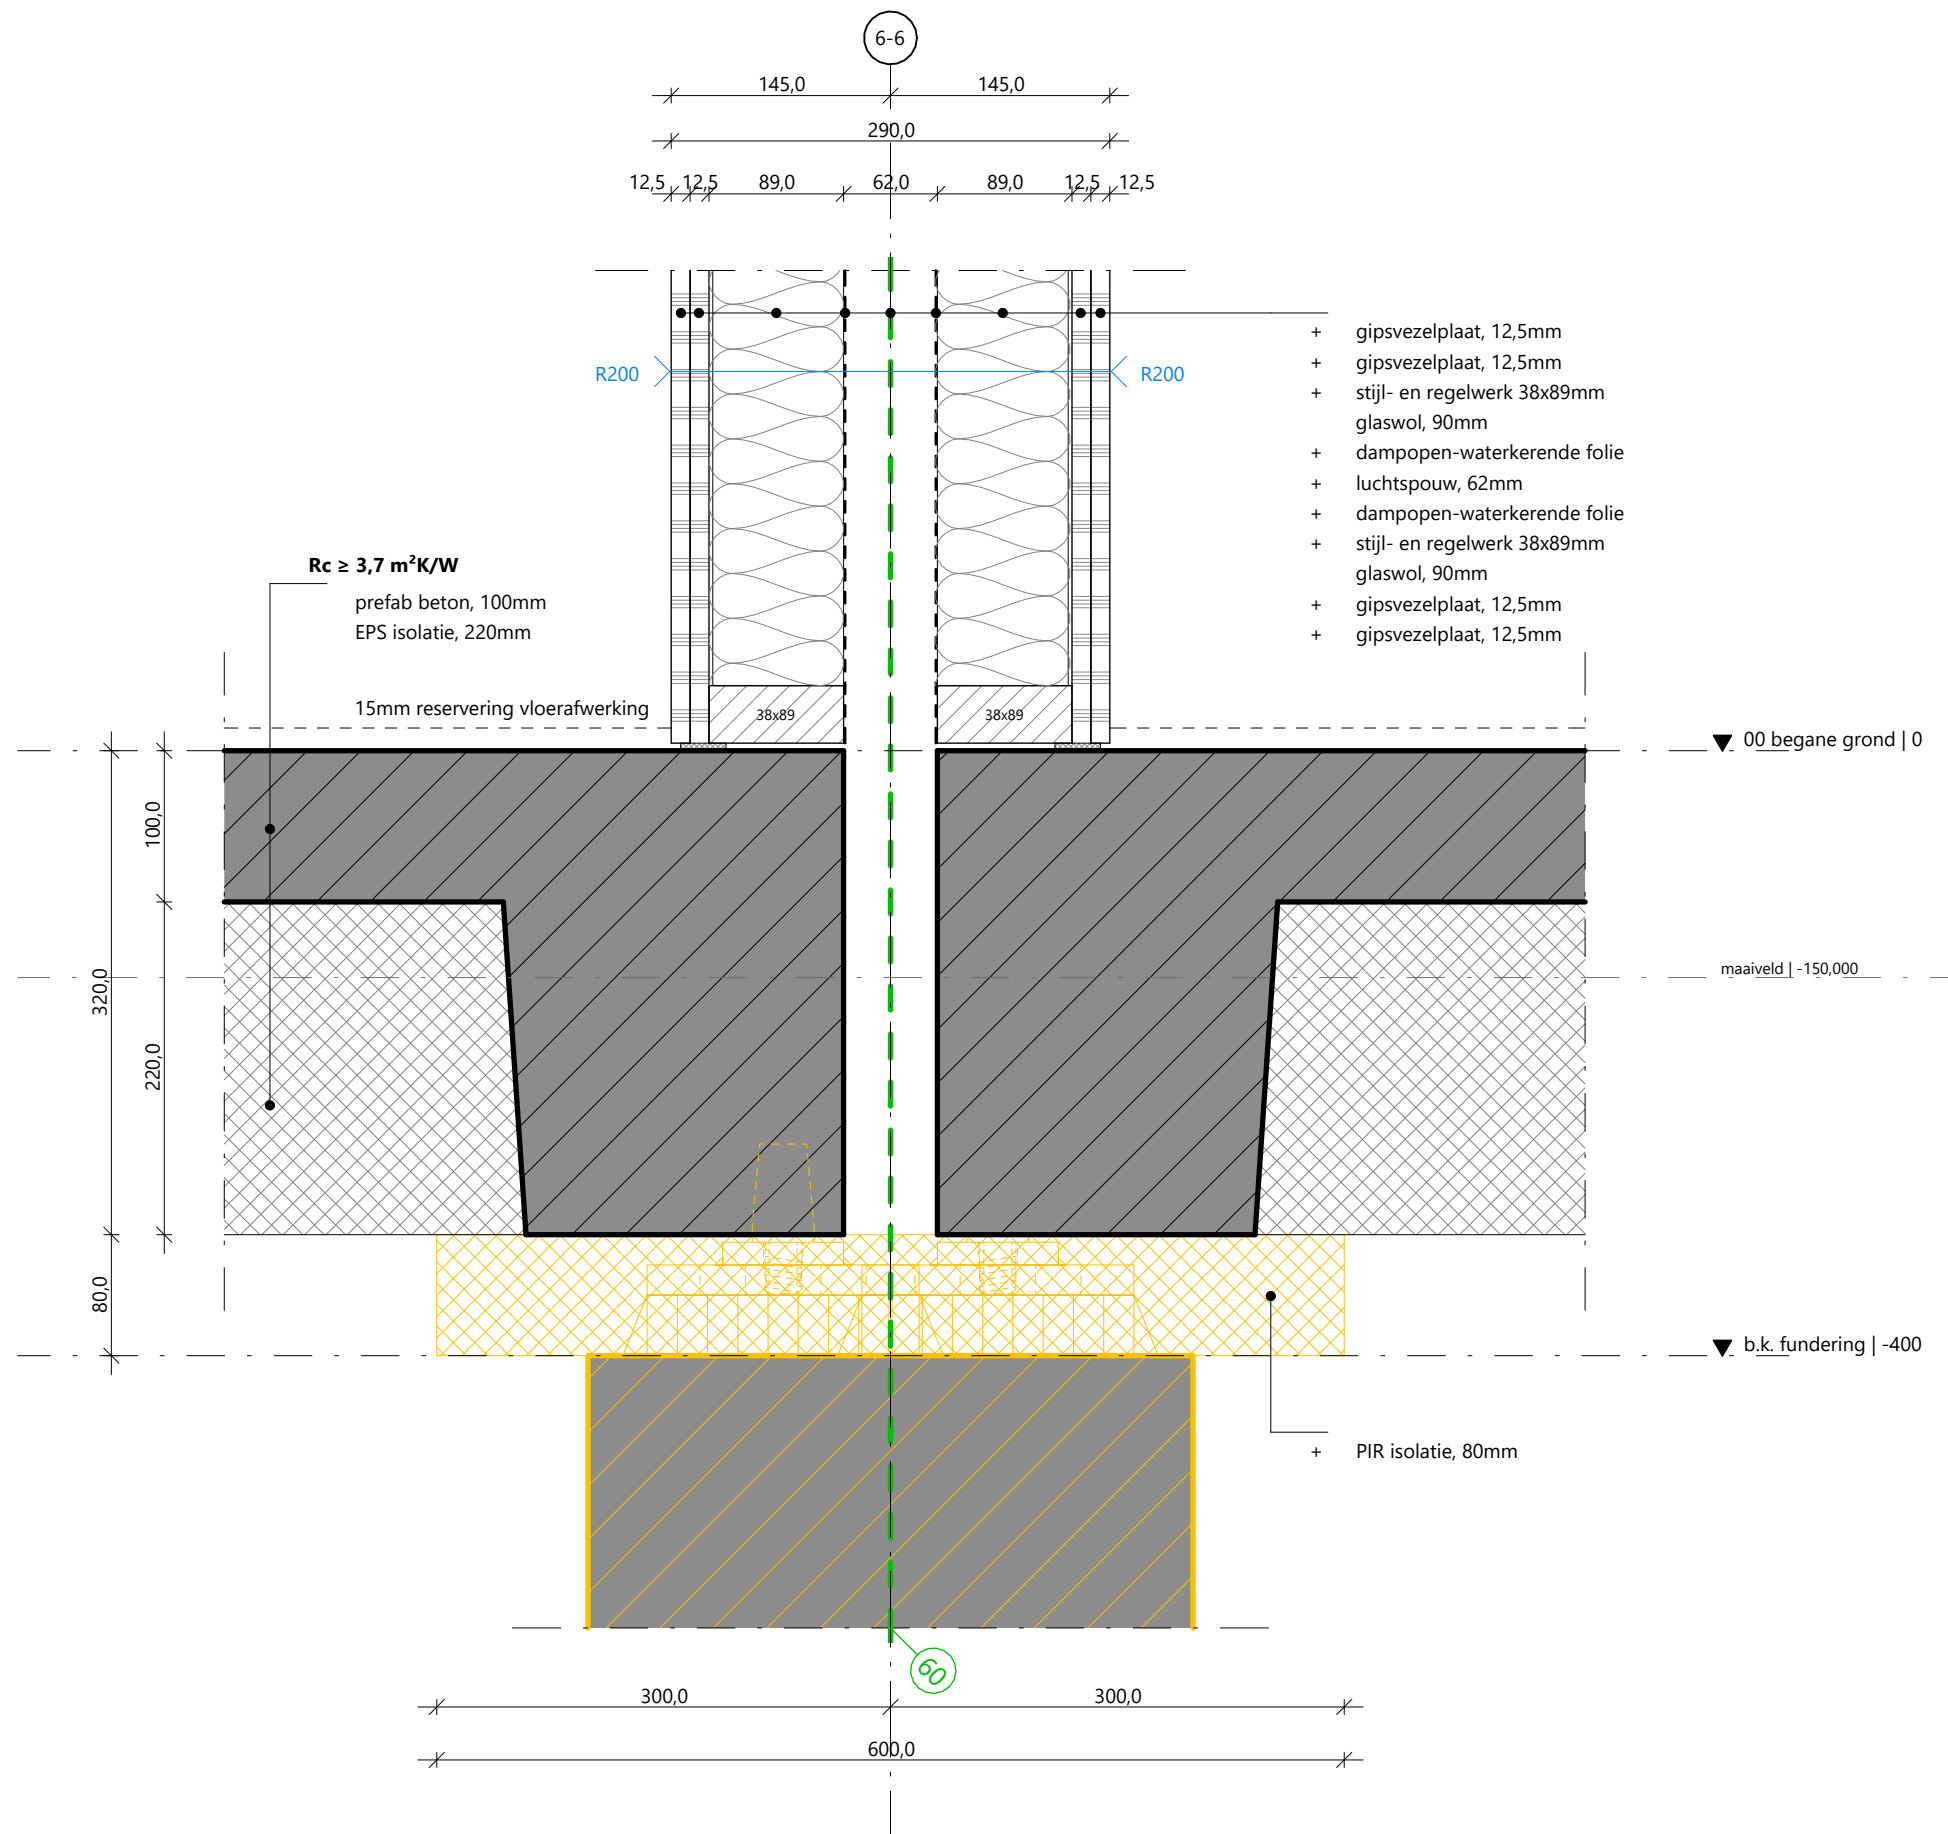 6-6
145,0 145,0
290,0
12,5 12,5 89,0 62,0 89,0 12,5 12,5
R200 R200
+ gipsvezelplaat, 12,5mm
+ gipsvezelplaat, 12,5mm
+ stijl- en regelwerk 38x89mm
glaswol, 90mm
+ dampopen-waterkerende folie
+ luchtspouw, 62mm
+ dampopen-waterkerende folie
+ stijl- en regelwerk 38x89mm
glaswol, 90mm
+ gipsvezelplaat, 12,5mm
+ gipsvezelplaat, 12,5mm
Rc ≥ 3,7 m²K/W
prefab beton, 100mm
EPS isolatie, 220mm
15mm reservering vloerafwerking
38x89 38x89
00 begane grond | 0
100,0
maaiveld | -150,000
320,0
220,0
80,0
b.k. fundering | -400
+ PIR isolatie, 80mm
60
300,0 300,0
600,0